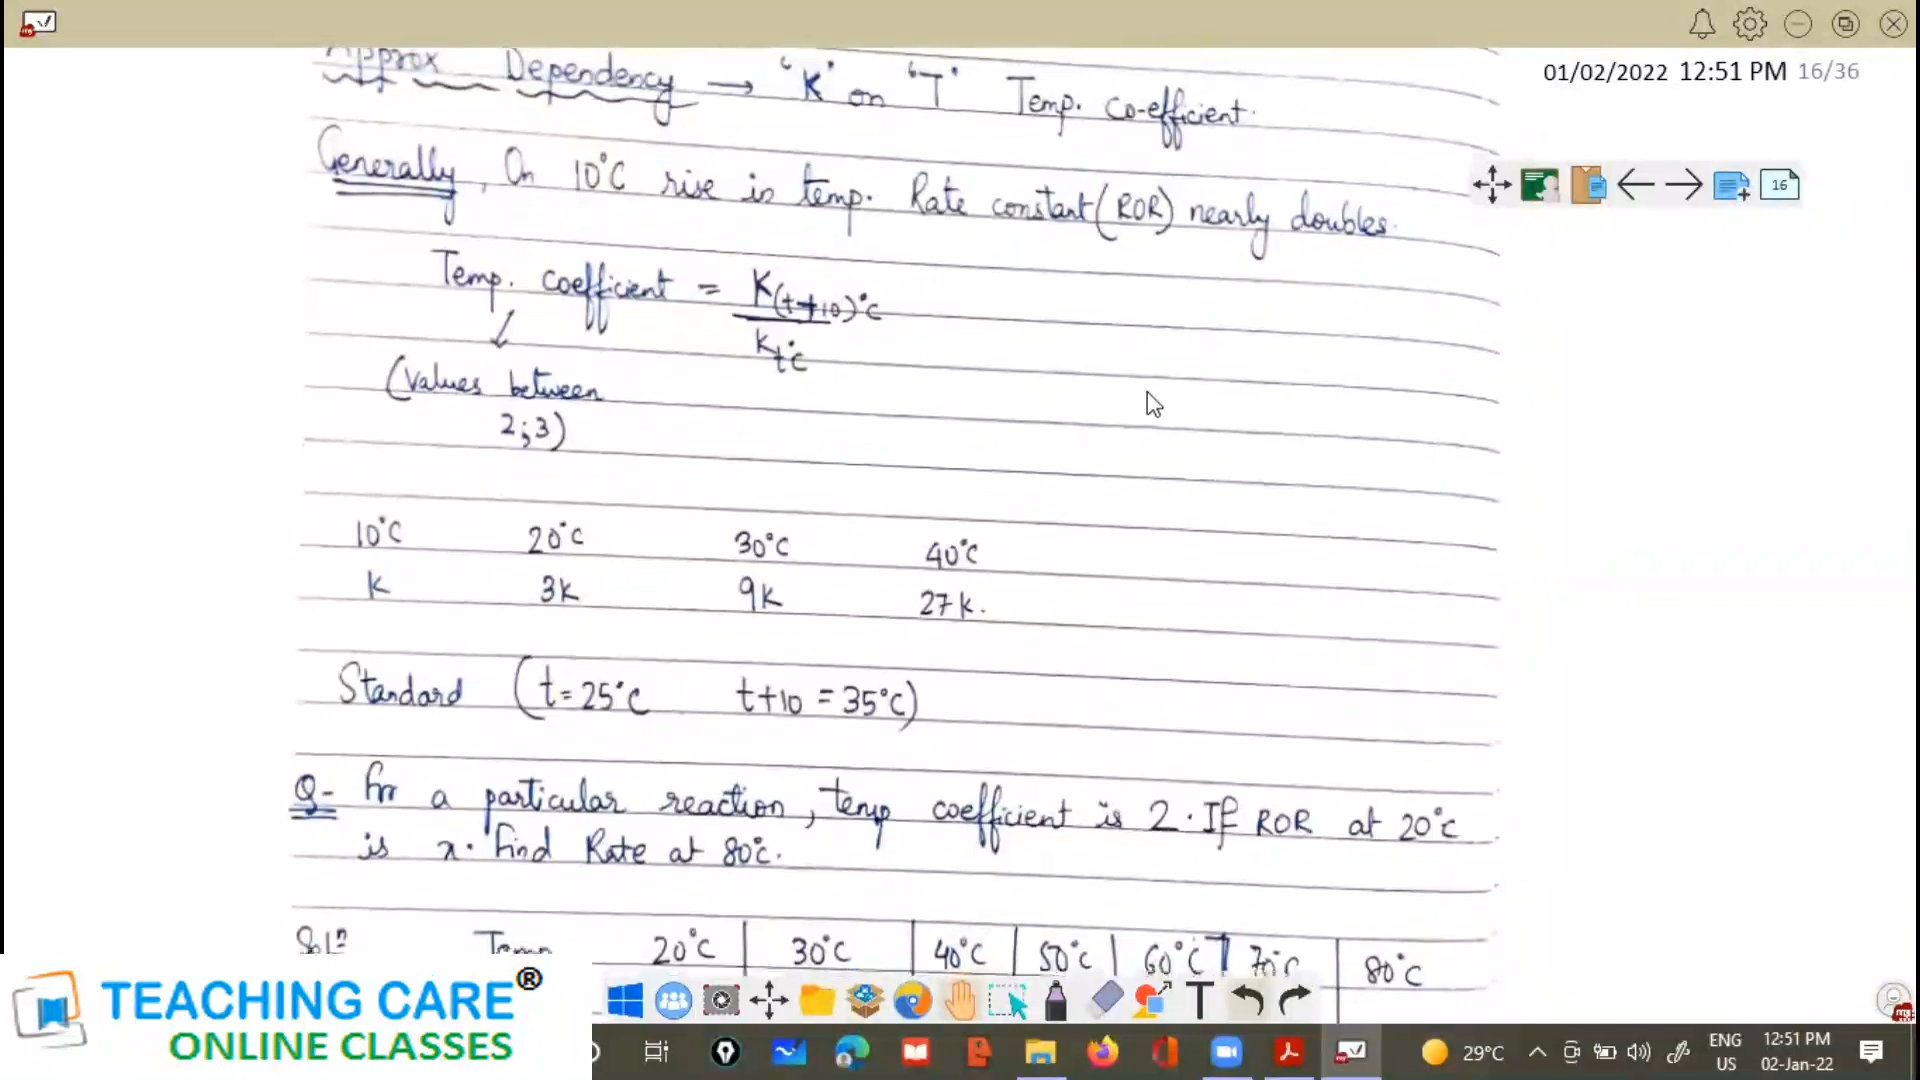 01/02/2022 12:51 PM 16/36
Approx Dependency → "K" on "T" Temp. co-efficient.
Generally, On 10°C rise in temp. Rate constant (ROR) nearly doubles.
16
Temp. coefficient = K(t+10)°C
Kt°C
(values between
2;3)
10°C 20°C 30°C 40°C
K 3K 9K 27K.
Standard (t=25°C t+10=35°C)
Q- For a particular reaction, temp coefficient is 2. If ROR at 20°C
is x. find Rate at 80°C.
Solⁿ Temp 20°C 30°C 40°C 50°C 60°C 70°C 80°C
TEACHING CARE®
ONLINE CLASSES
T
29°C
ENG
US
12:51 PM
02-Jan-22